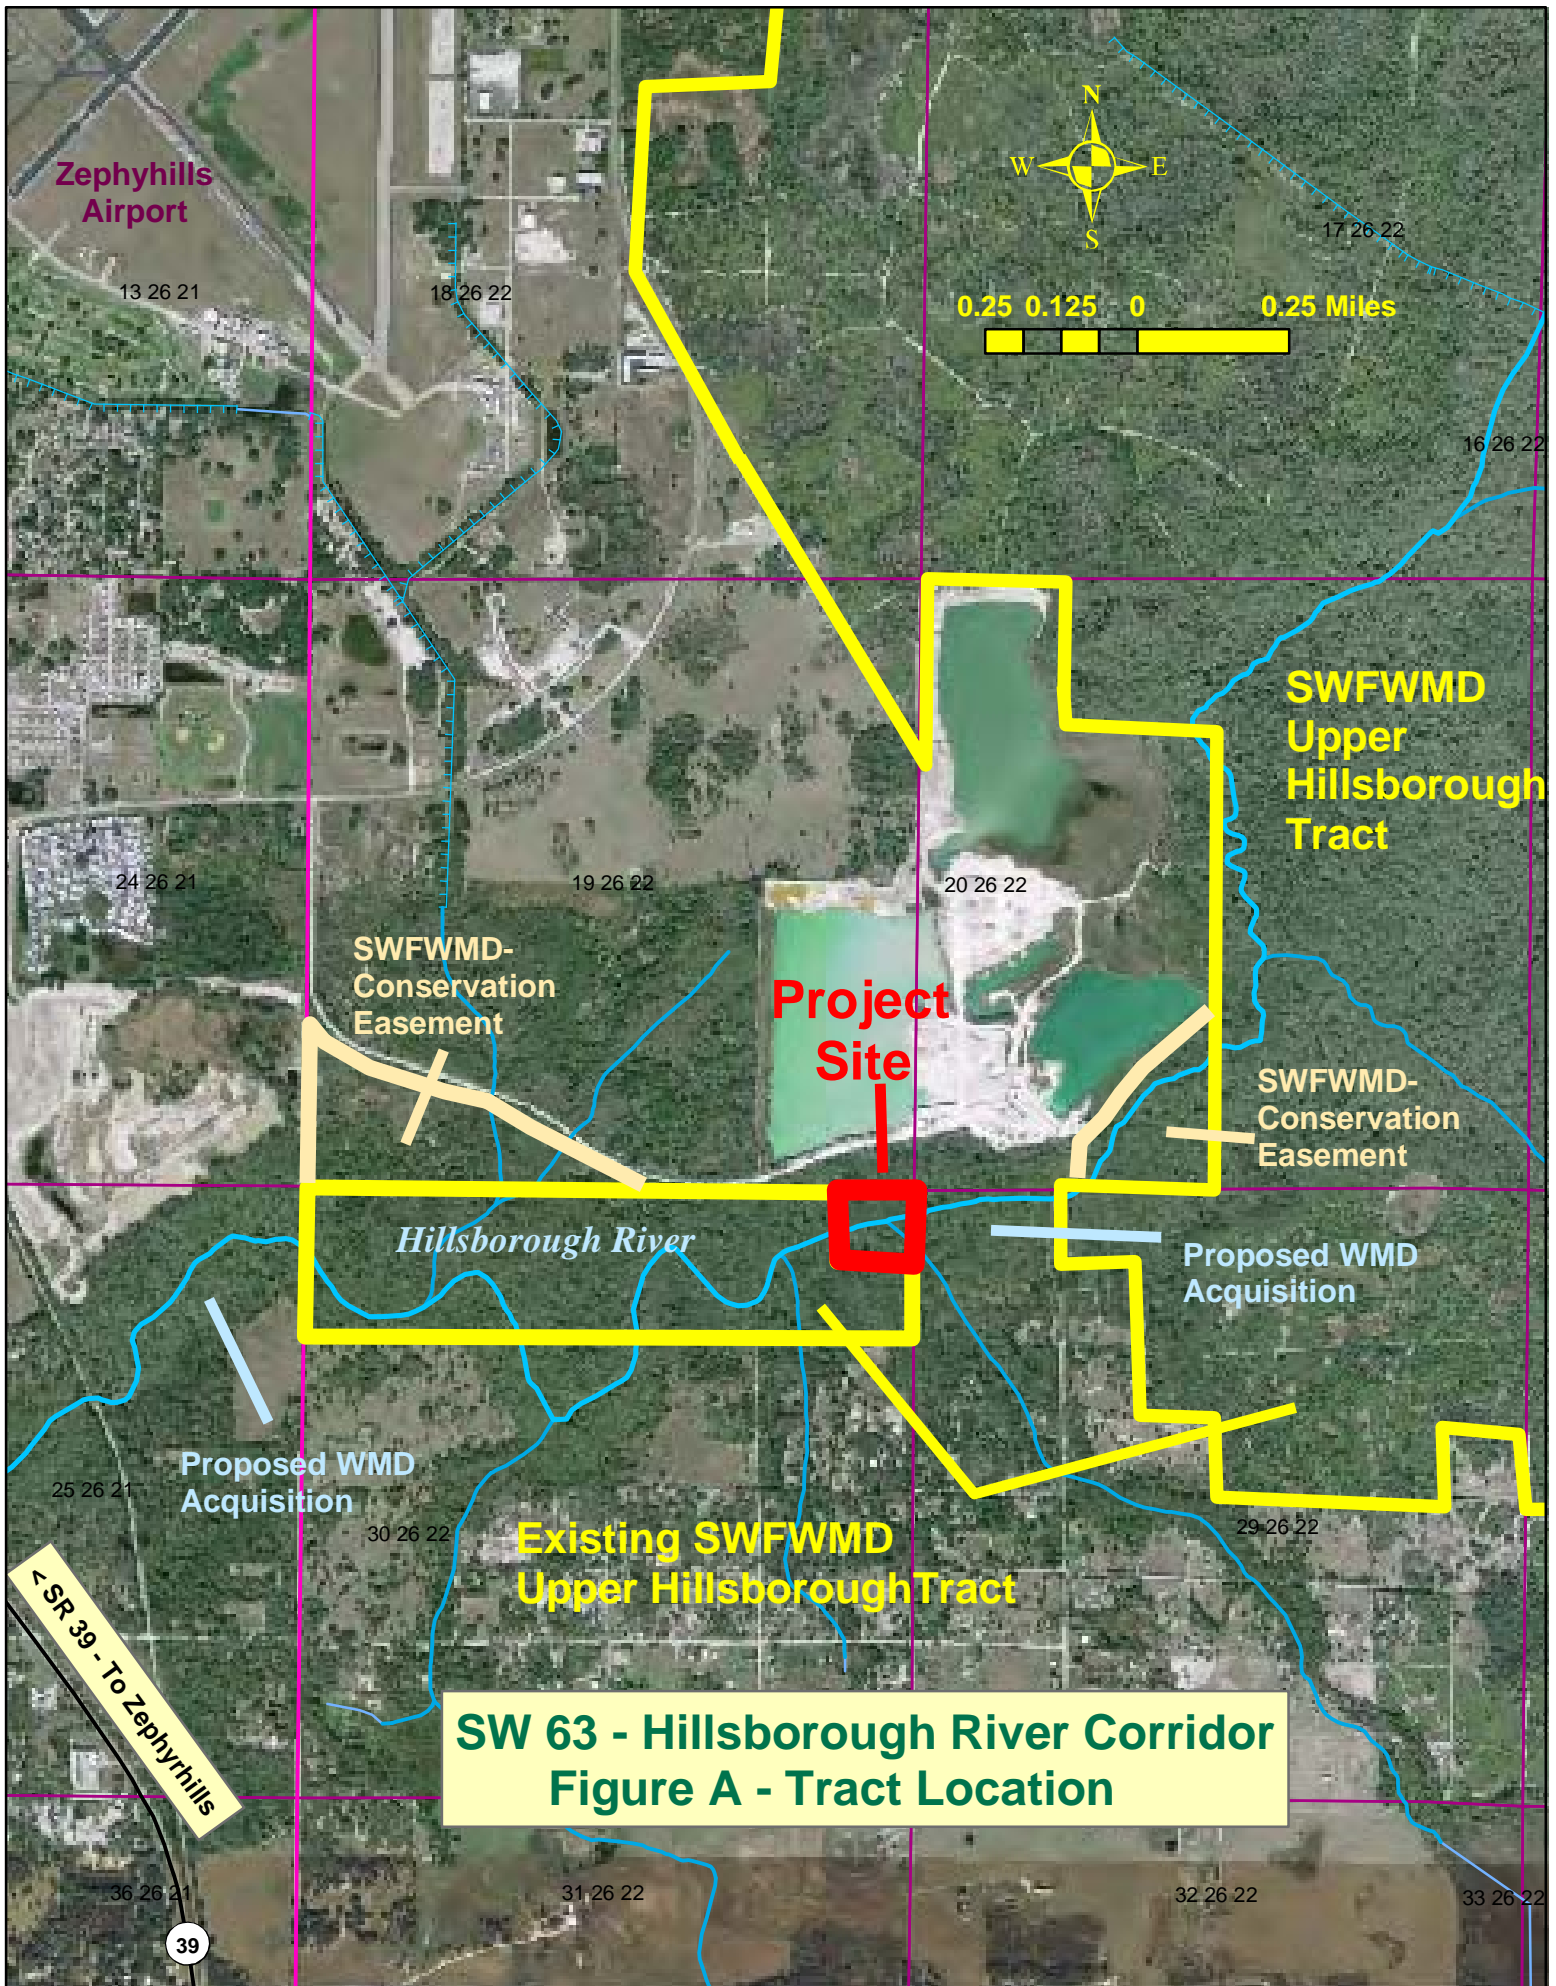 N
W E
S
Zephyhills
Airport
17 26 22
13 26 21
18 26 22
0.25 0.125 0 0.25 Miles
16 26 22
SWFWMD
Upper
Hillsborough
Tract
24 26 21
19 26 22
20 26 22
SWFWMD-
Conservation
Easement
Project
Site
SWFWMD-
Conservation
Easement
Hillsborough River
Proposed WMD
Acquisition
Proposed WMD
Acquisition
25 26 21
30 26 22
29 26 22
Existing SWFWMD
Upper HillsboroughTract
< SR 39 - To Zephyrhills
SW 63 - Hillsborough River Corridor
Figure A - Tract Location
36 26 21
31 26 22
32 26 22
33 26 22
39